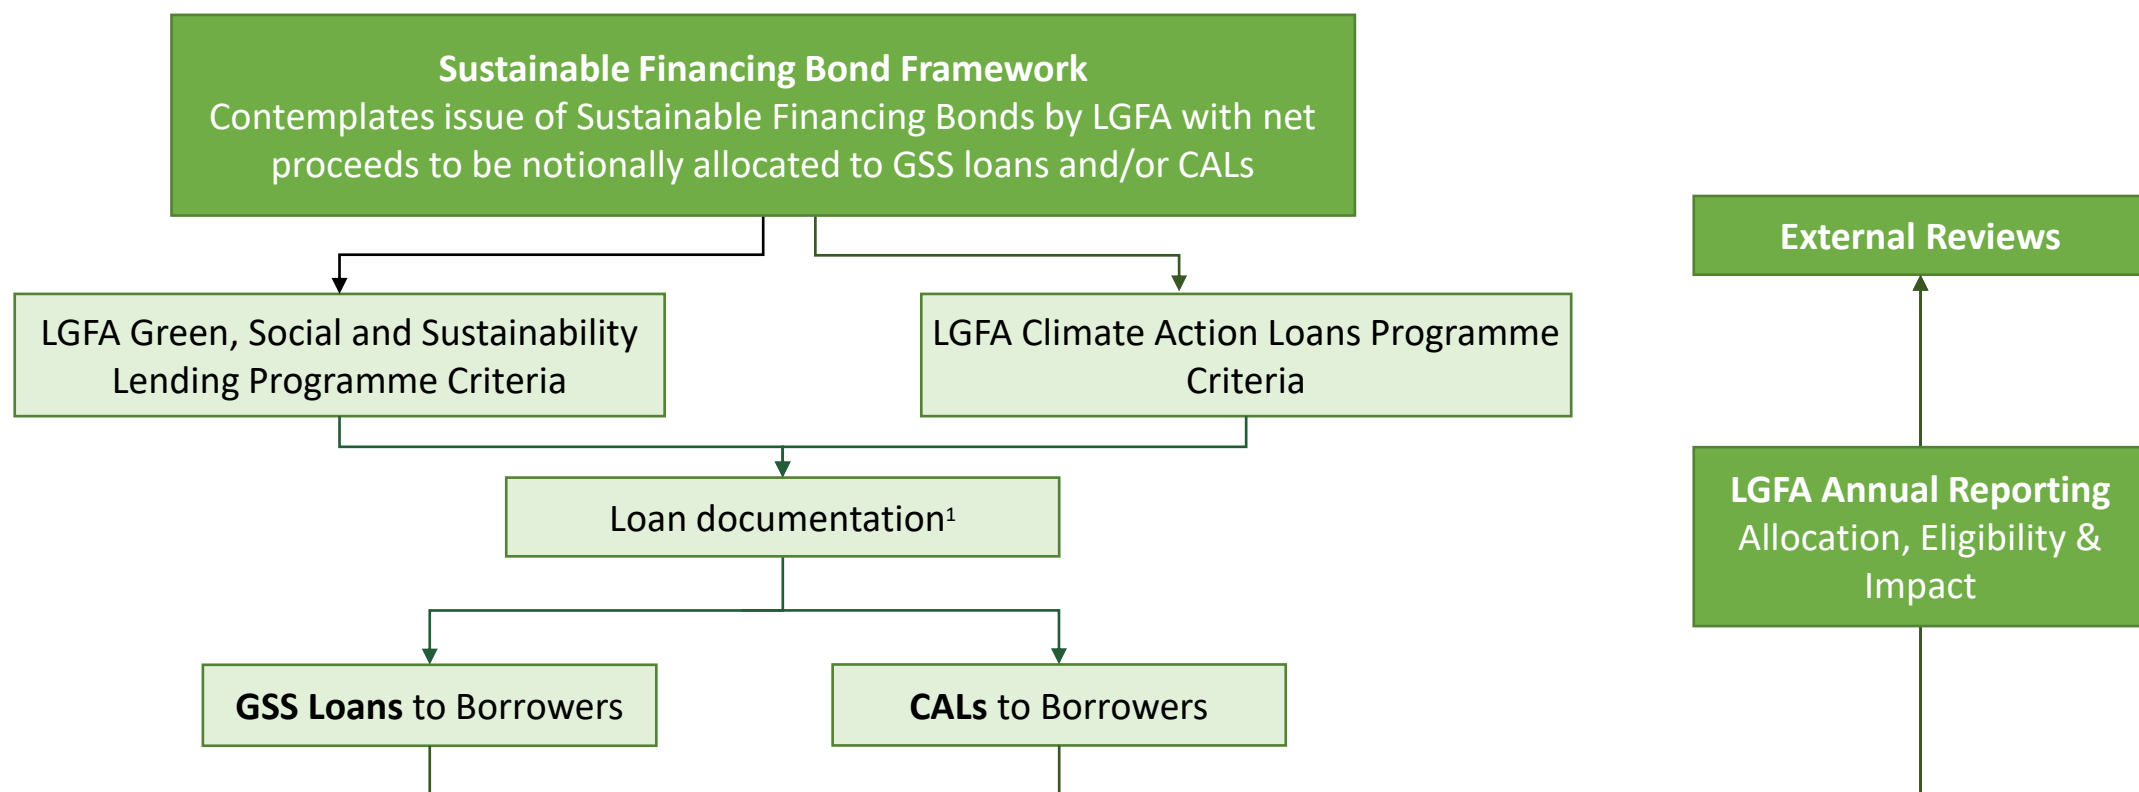 Sustainable Financing Bond Framework
Contemplates issue of Sustainable Financing Bonds by LGFA with net
proceeds to be notionally allocated to GSS loans and/or CALs
External Reviews
LGFA Green, Social and Sustainability
Lending Programme Criteria
LGFA Climate Action Loans Programme
Criteria
LGFA Annual Reporting
Allocation, Eligibility &
Impact
Loan documentation¹
GSS Loans to Borrowers
CALs to Borrowers